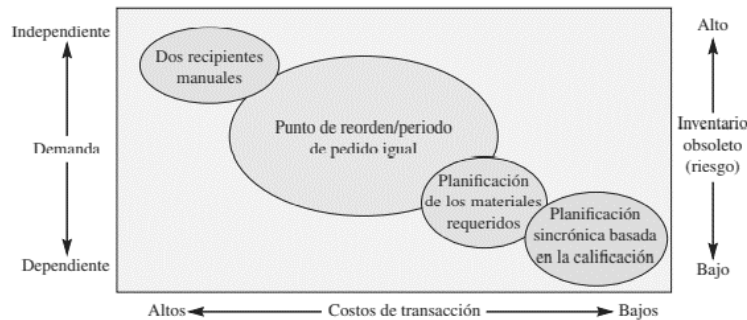 Independiente
Demanda
Dependiente
Dos recipientes
manuales
Punto de reorden/periodo
de pedido igual
Planificación
de los materiales
requeridos
Planificación
sincrónica basada
en la calificación
Alto
Inventario
obsoleto
(riesgo)
Bajo
Altos
Costos de transacción
Bajos